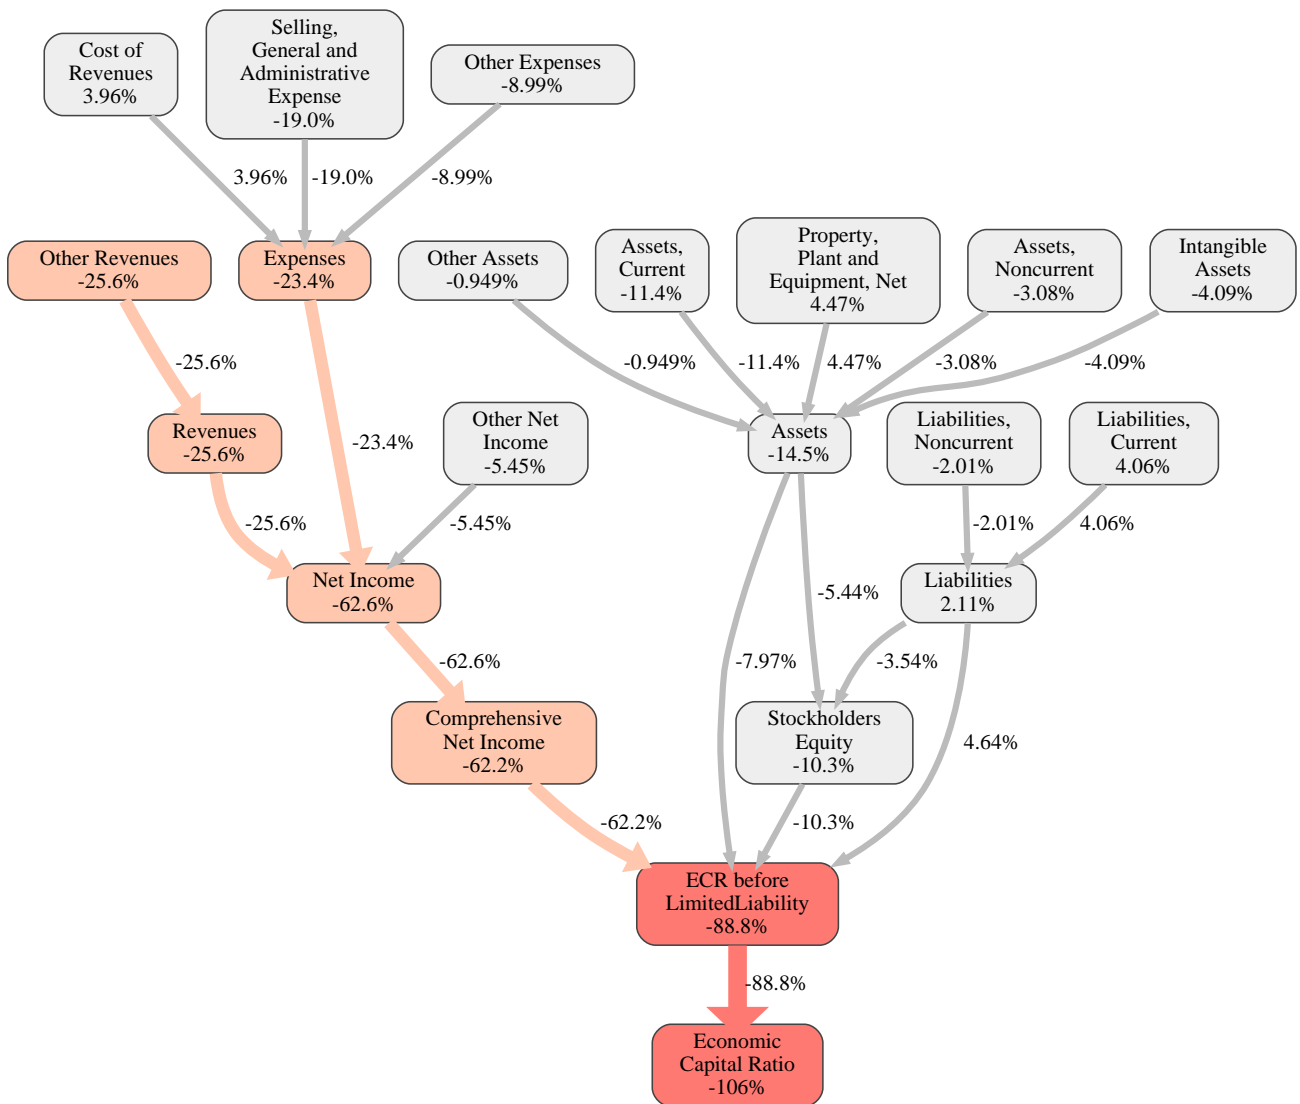 Cost of
Revenues
3.96%
Selling,
General and
Administrative
Expense
-19.0%
Other Expenses
-8.99%
3.96%
-19.0%
-8.99%
Other Revenues
-25.6%
Expenses
-23.4%
Other Assets
-0.949%
Assets,
Current
-11.4%
Property,
Plant and
Equipment, Net
4.47%
Assets,
Noncurrent
-3.08%
Intangible
Assets
-4.09%
-25.6%
-0.949%
-11.4%
4.47%
-3.08%
-4.09%
Revenues
-25.6%
-23.4%
Other Net
Income
-5.45%
Assets
-14.5%
Liabilities,
Noncurrent
-2.01%
Liabilities,
Current
4.06%
-25.6%
-5.45%
-2.01%
4.06%
Net Income
-62.6%
-5.44%
Liabilities
2.11%
-62.6%
-7.97%
-3.54%
Comprehensive
Net Income
-62.2%
Stockholders
Equity
-10.3%
4.64%
-62.2%
-10.3%
ECR before
LimitedLiability
-88.8%
-88.8%
Economic
Capital Ratio
-106%